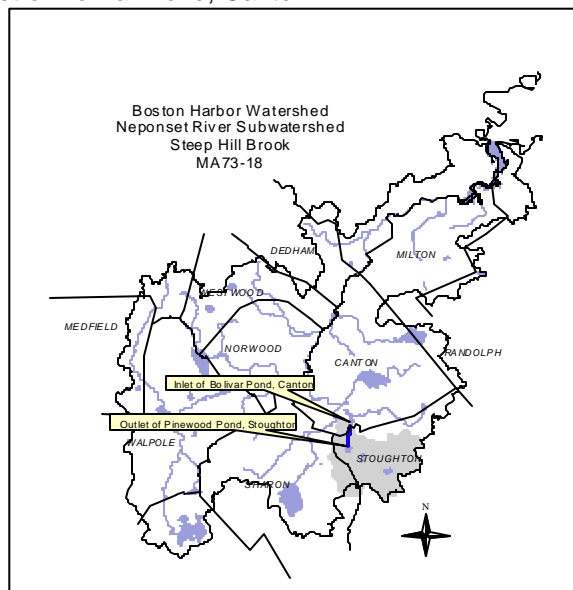 Boston Harbor Watershed
Neponset River Subwatershed
Steep Hill Brook
MA73-18
DEDHAM
MILTON
WESTWOOD
MEDFIELD
NORWOOD
RANDOLPH
CANTON
Inlet of Bolivar Pond, Canton
Outlet of Pinewood Pond, Stoughton
WALPOLE
STOUGHTON
SHARON
N